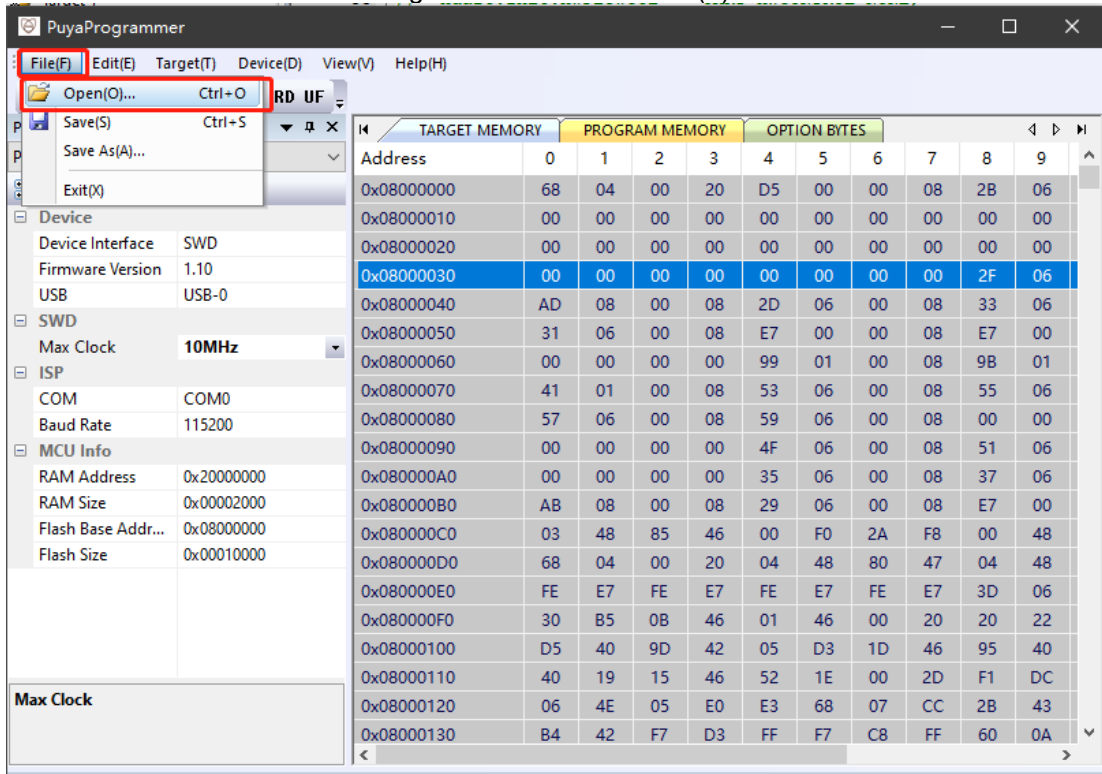 PuyaProgrammer
File(F) Edit(E) Target(T) Device(D) View(V) Help(H)
Open(O)... Ctrl+O RD UF
Save(S) Ctrl+S
Save As(A)...
Exit(X)
TARGET MEMORY PROGRAM MEMORY OPTION BYTES
Address 0 1 2 3 4 5 6 7 8 9
0x08000000 68 04 00 20 D5 00 00 08 2B 06
0x08000010 00 00 00 00 00 00 00 00 00 00
0x08000020 00 00 00 00 00 00 00 00 00 00
0x08000030 00 00 00 00 00 00 00 00 2F 06
0x08000040 AD 08 00 08 2D 06 00 08 33 06
0x08000050 31 06 00 08 E7 00 00 08 E7 00
0x08000060 00 00 00 00 99 01 00 08 9B 01
0x08000070 41 01 00 08 53 06 00 08 55 06
0x08000080 57 06 00 08 59 06 00 08 00 00
0x08000090 00 00 00 00 4F 06 00 08 51 06
0x080000A0 00 00 00 00 35 06 00 08 37 06
0x080000B0 AB 08 00 08 29 06 00 08 E7 00
0x080000C0 03 48 85 46 00 F0 2A F8 00 48
0x080000D0 68 04 00 20 04 48 80 47 04 48
0x080000E0 FE E7 FE E7 FE E7 FE E7 3D 06
0x080000F0 30 B5 0B 46 01 46 00 20 20 22
0x08000100 D5 40 9D 42 05 D3 1D 46 95 40
0x08000110 40 19 15 46 52 1E 00 2D F1 DC
0x08000120 06 4E 05 E0 E3 68 07 CC 2B 43
0x08000130 B4 42 F7 D3 FF F7 C8 FF 60 0A
Device
Device Interface SWD
Firmware Version 1.10
USB USB-0
SWD
Max Clock 10MHz
ISP
COM COM0
Baud Rate 115200
MCU Info
RAM Address 0x20000000
RAM Size 0x00002000
Flash Base Addr... 0x08000000
Flash Size 0x00010000
Max Clock